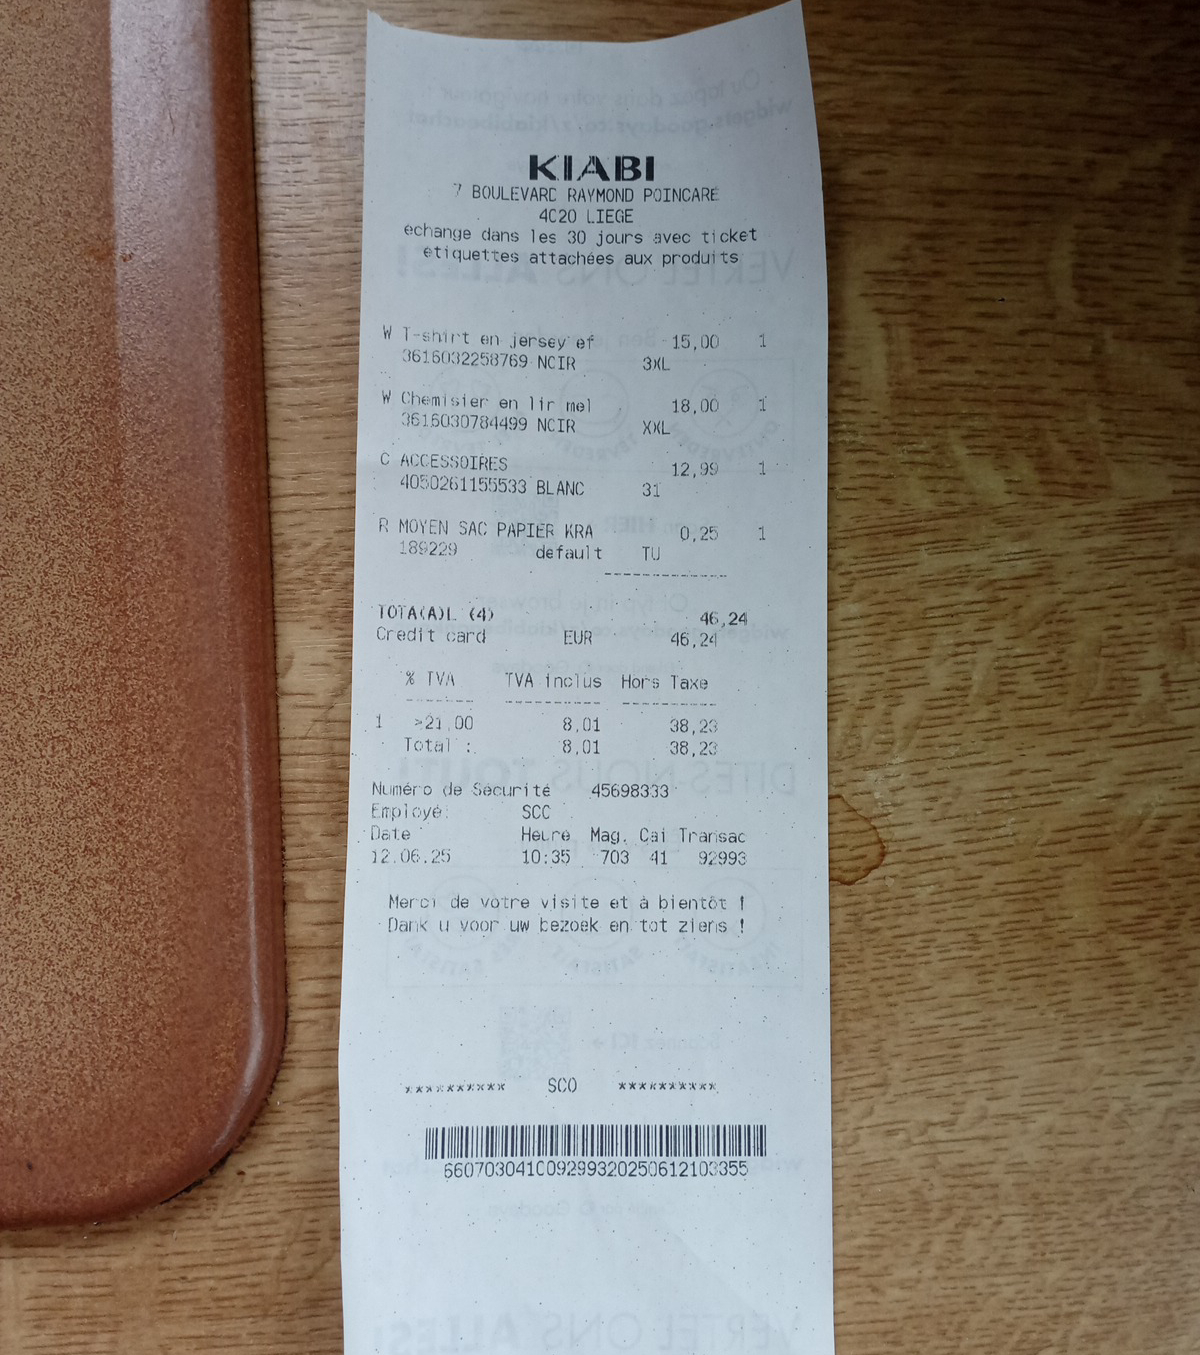 KIABI
7 BOULEVARD RAYMOND POINCARE
4020 LIEGE
echange dans les 30 jours avec ticket
etiquettes attachées aux produits
W T-shirt en jersey ef 15,00 1
3616032258769 NOIR 3XL
W Chemisier en lin mel 18,00 1
3616030784499 NOIR XXL
C ACCESSOIRES 12,99 1
4050261155533 BLANC 31
R MOYEN SAC PAPIER KRA 0,25 1
189229 default TU
TOTA(A)L (4) 46,24
Credit card EUR 46,24
% TVA TVA inclus Hors Taxe
1 >21,00 8,01 38,23
Total : 8,01 38,23
Numéro de Sécurité 45698333
Employé: SCO
Date Heure Mag. Cai Transac
12.06.25 10:35 703 41 92993
Merci de votre visite et à bientôt !
Dank u voor uw bezoek en tot ziens !
********** SCO **********
6607030410092993202506121​03355